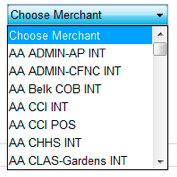 Choose Merchant
Choose Merchant
AA ADMIN-AP INT
AA ADMIN-CFNC INT
AA Belk COB INT
AA CCI INT
AA CCI POS
AA CHHS INT
AA CLAS-Gardens INT